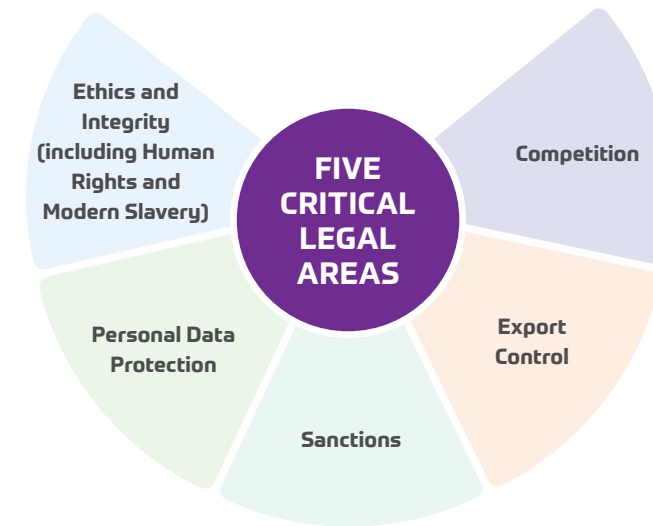 Ethics and
Integrity
(including Human
Rights and
Modern Slavery)
FIVE
CRITICAL
LEGAL
AREAS
Competition
Personal Data
Protection
Export
Control
Sanctions